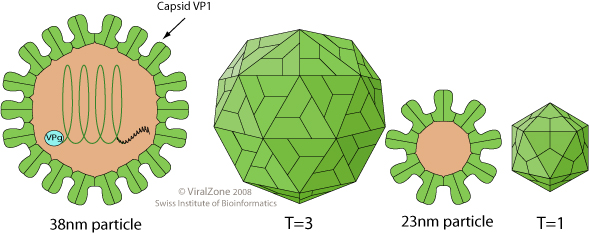 Capsid VP1
VPg
© ViralZone 2008
Swiss Institute of Bioinformatics
38nm particle
T=3
23nm particle
T=1